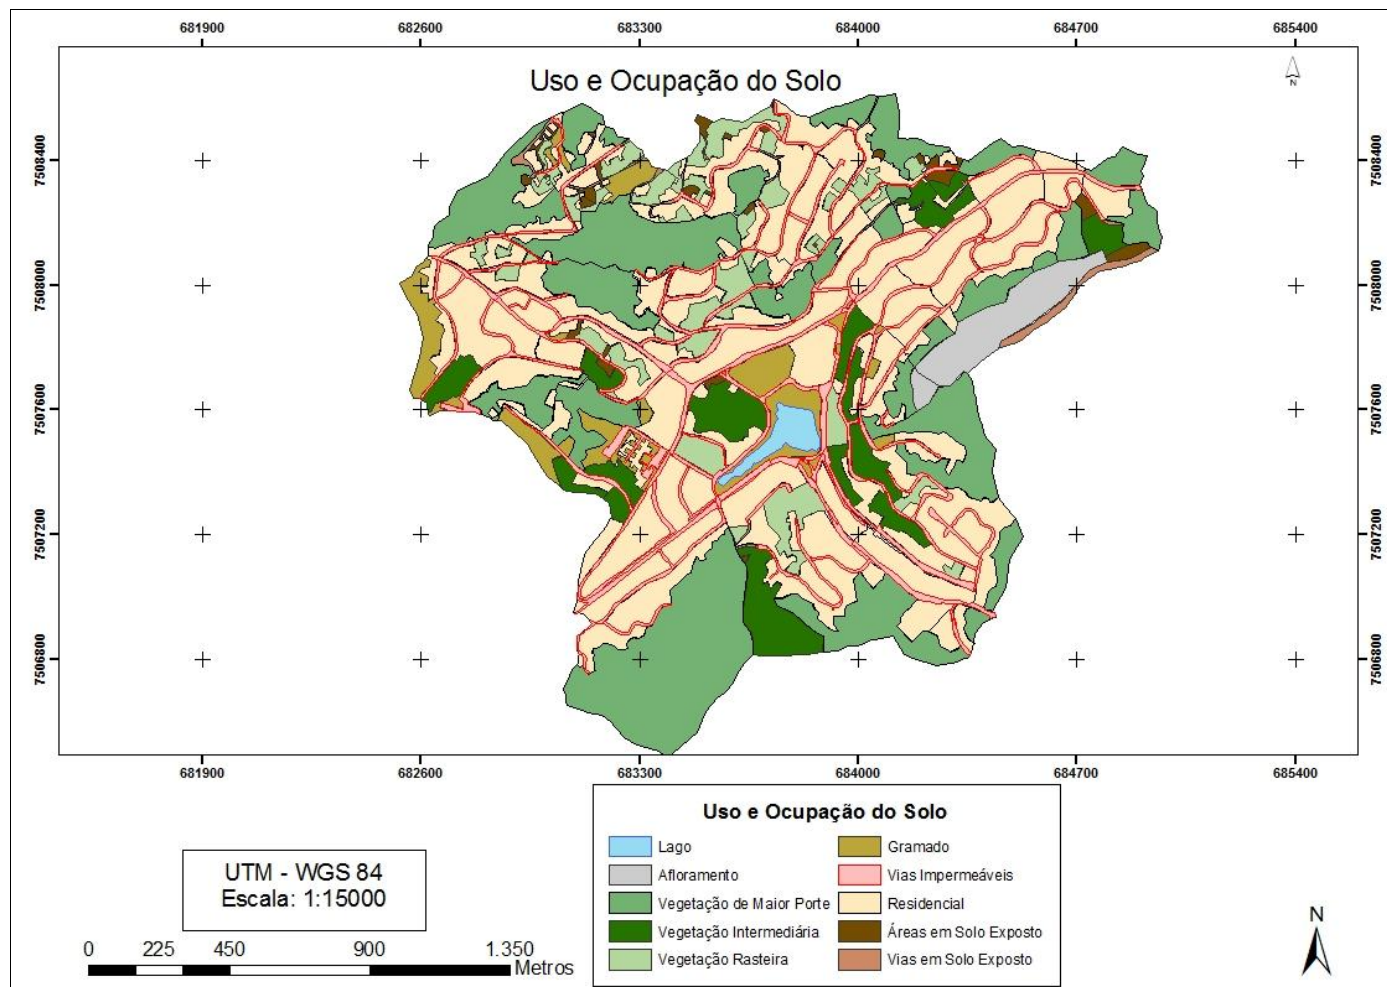 681900 682600 683300 684000 684700 685400
Uso e Ocupação do Solo
N
7508400 7508400
7508000 7508000
7507600 7507600
7507200 7507200
7506800 7506800
681900 682600 683300 684000 684700 685400
Uso e Ocupação do Solo
Lago
Afloramento
Vegetação de Maior Porte
Vegetação Intermediária
Vegetação Rasteira
Gramado
Vias Impermeáveis
Residencial
Áreas em Solo Exposto
Vias em Solo Exposto
UTM - WGS 84
Escala: 1:15000
0 225 450 900 1.350
Metros
N